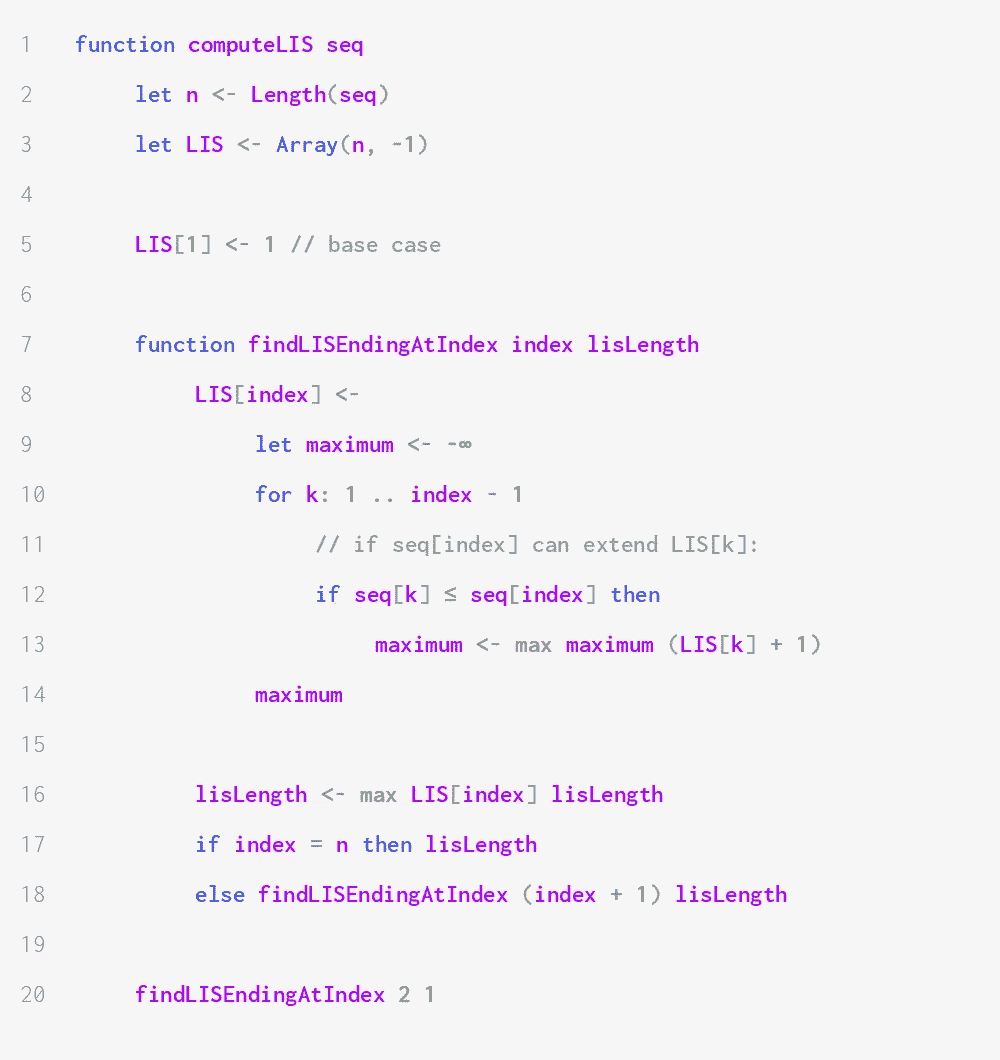 1 function computeLIS seq
2 let n <- Length(seq)
3 let LIS <- Array(n, -1)
4
5 LIS[1] <- 1 // base case
6
7 function findLISEndingAtIndex index lisLength
8 LIS[index] <-
9 let maximum <- -∞
10 for k: 1 .. index - 1
11 // if seq[index] can extend LIS[k]:
12 if seq[k] ≤ seq[index] then
13 maximum <- max maximum (LIS[k] + 1)
14 maximum
15
16 lisLength <- max LIS[index] lisLength
17 if index = n then lisLength
18 else findLISEndingAtIndex (index + 1) lisLength
19
20 findLISEndingAtIndex 2 1